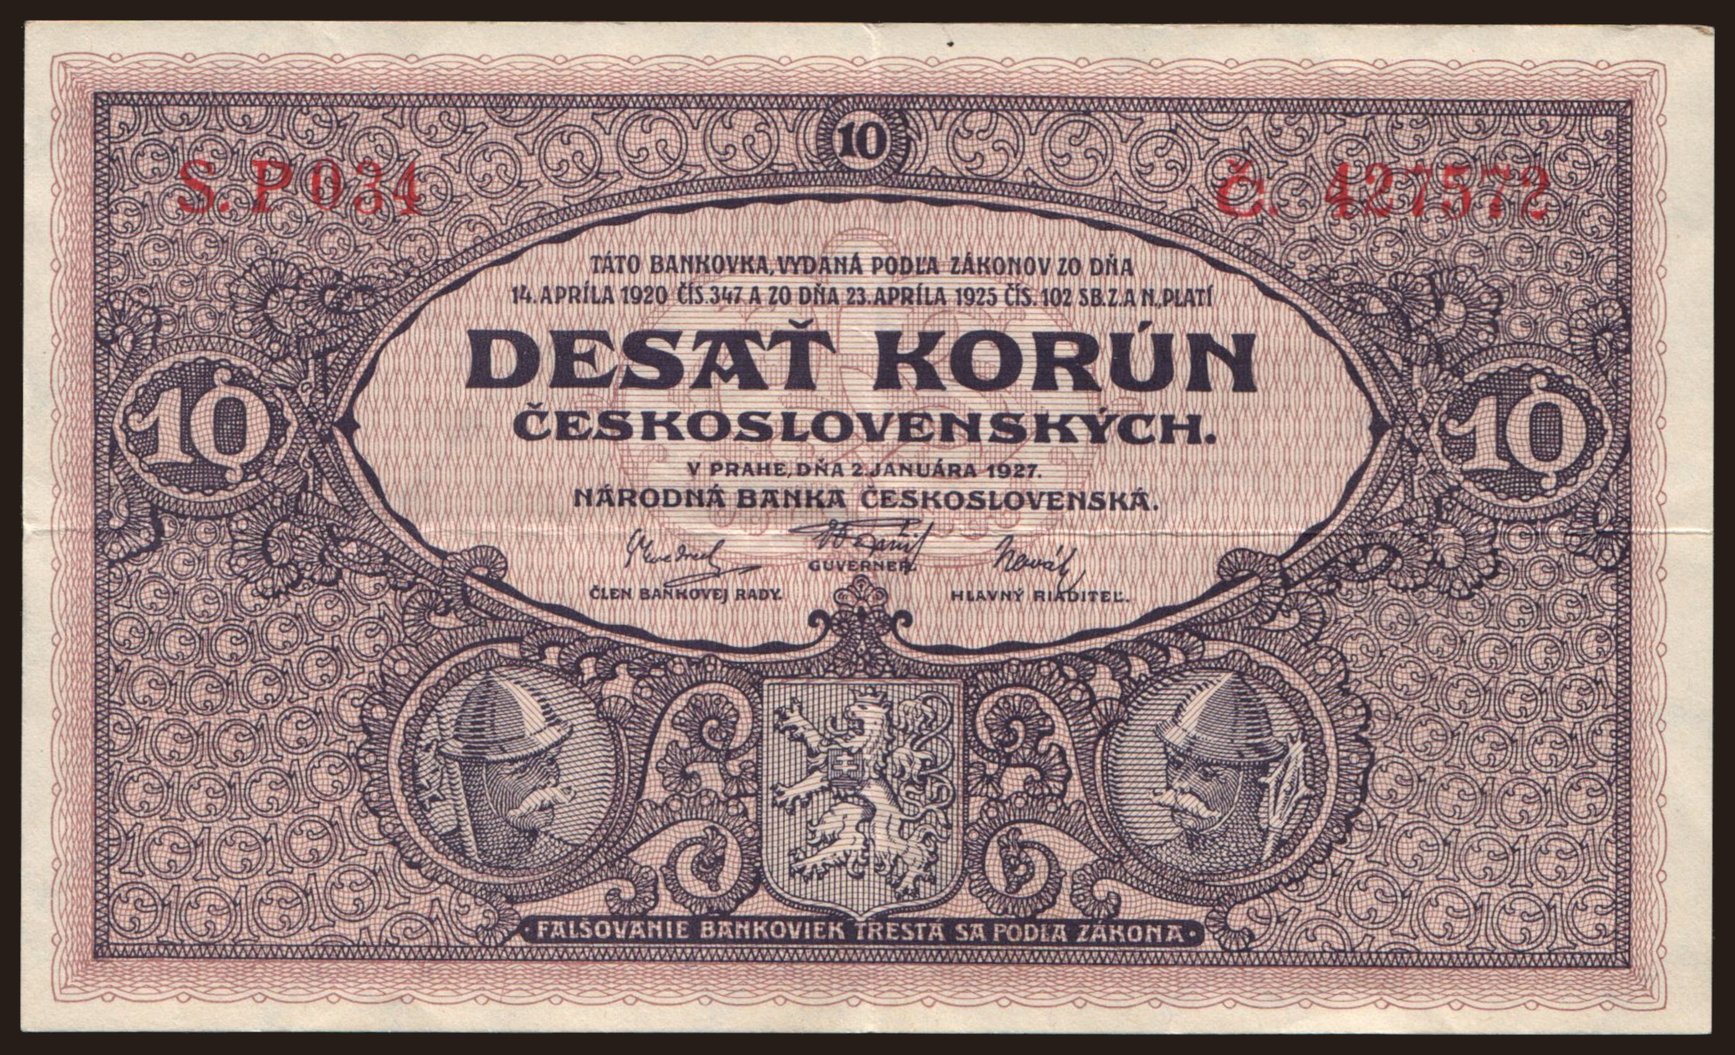 10
S. P 034
Č. 427572
TÁTO BANKOVKA, VYDANÁ PODĽA ZÁKONOV ZO DŇA
14. APRÍLA 1920 ČÍS. 347 A ZO DŇA 23. APRÍLA 1925 ČÍS. 102 SB. Z. A N., PLATÍ
DESAŤ KORÚN
ČESKOSLOVENSKÝCH.
10
10
V PRAHE, DŇA 2. JANUÁRA 1927.
NÁRODNÁ BANKA ČESKOSLOVENSKÁ.
GUVERNER.
ČLEN BANKOVEJ RADY.
HLAVNÝ RIADITEĽ.
FALŠOVANIE BANKOVIEK TRESTÁ SA PODĽA ZÁKONA